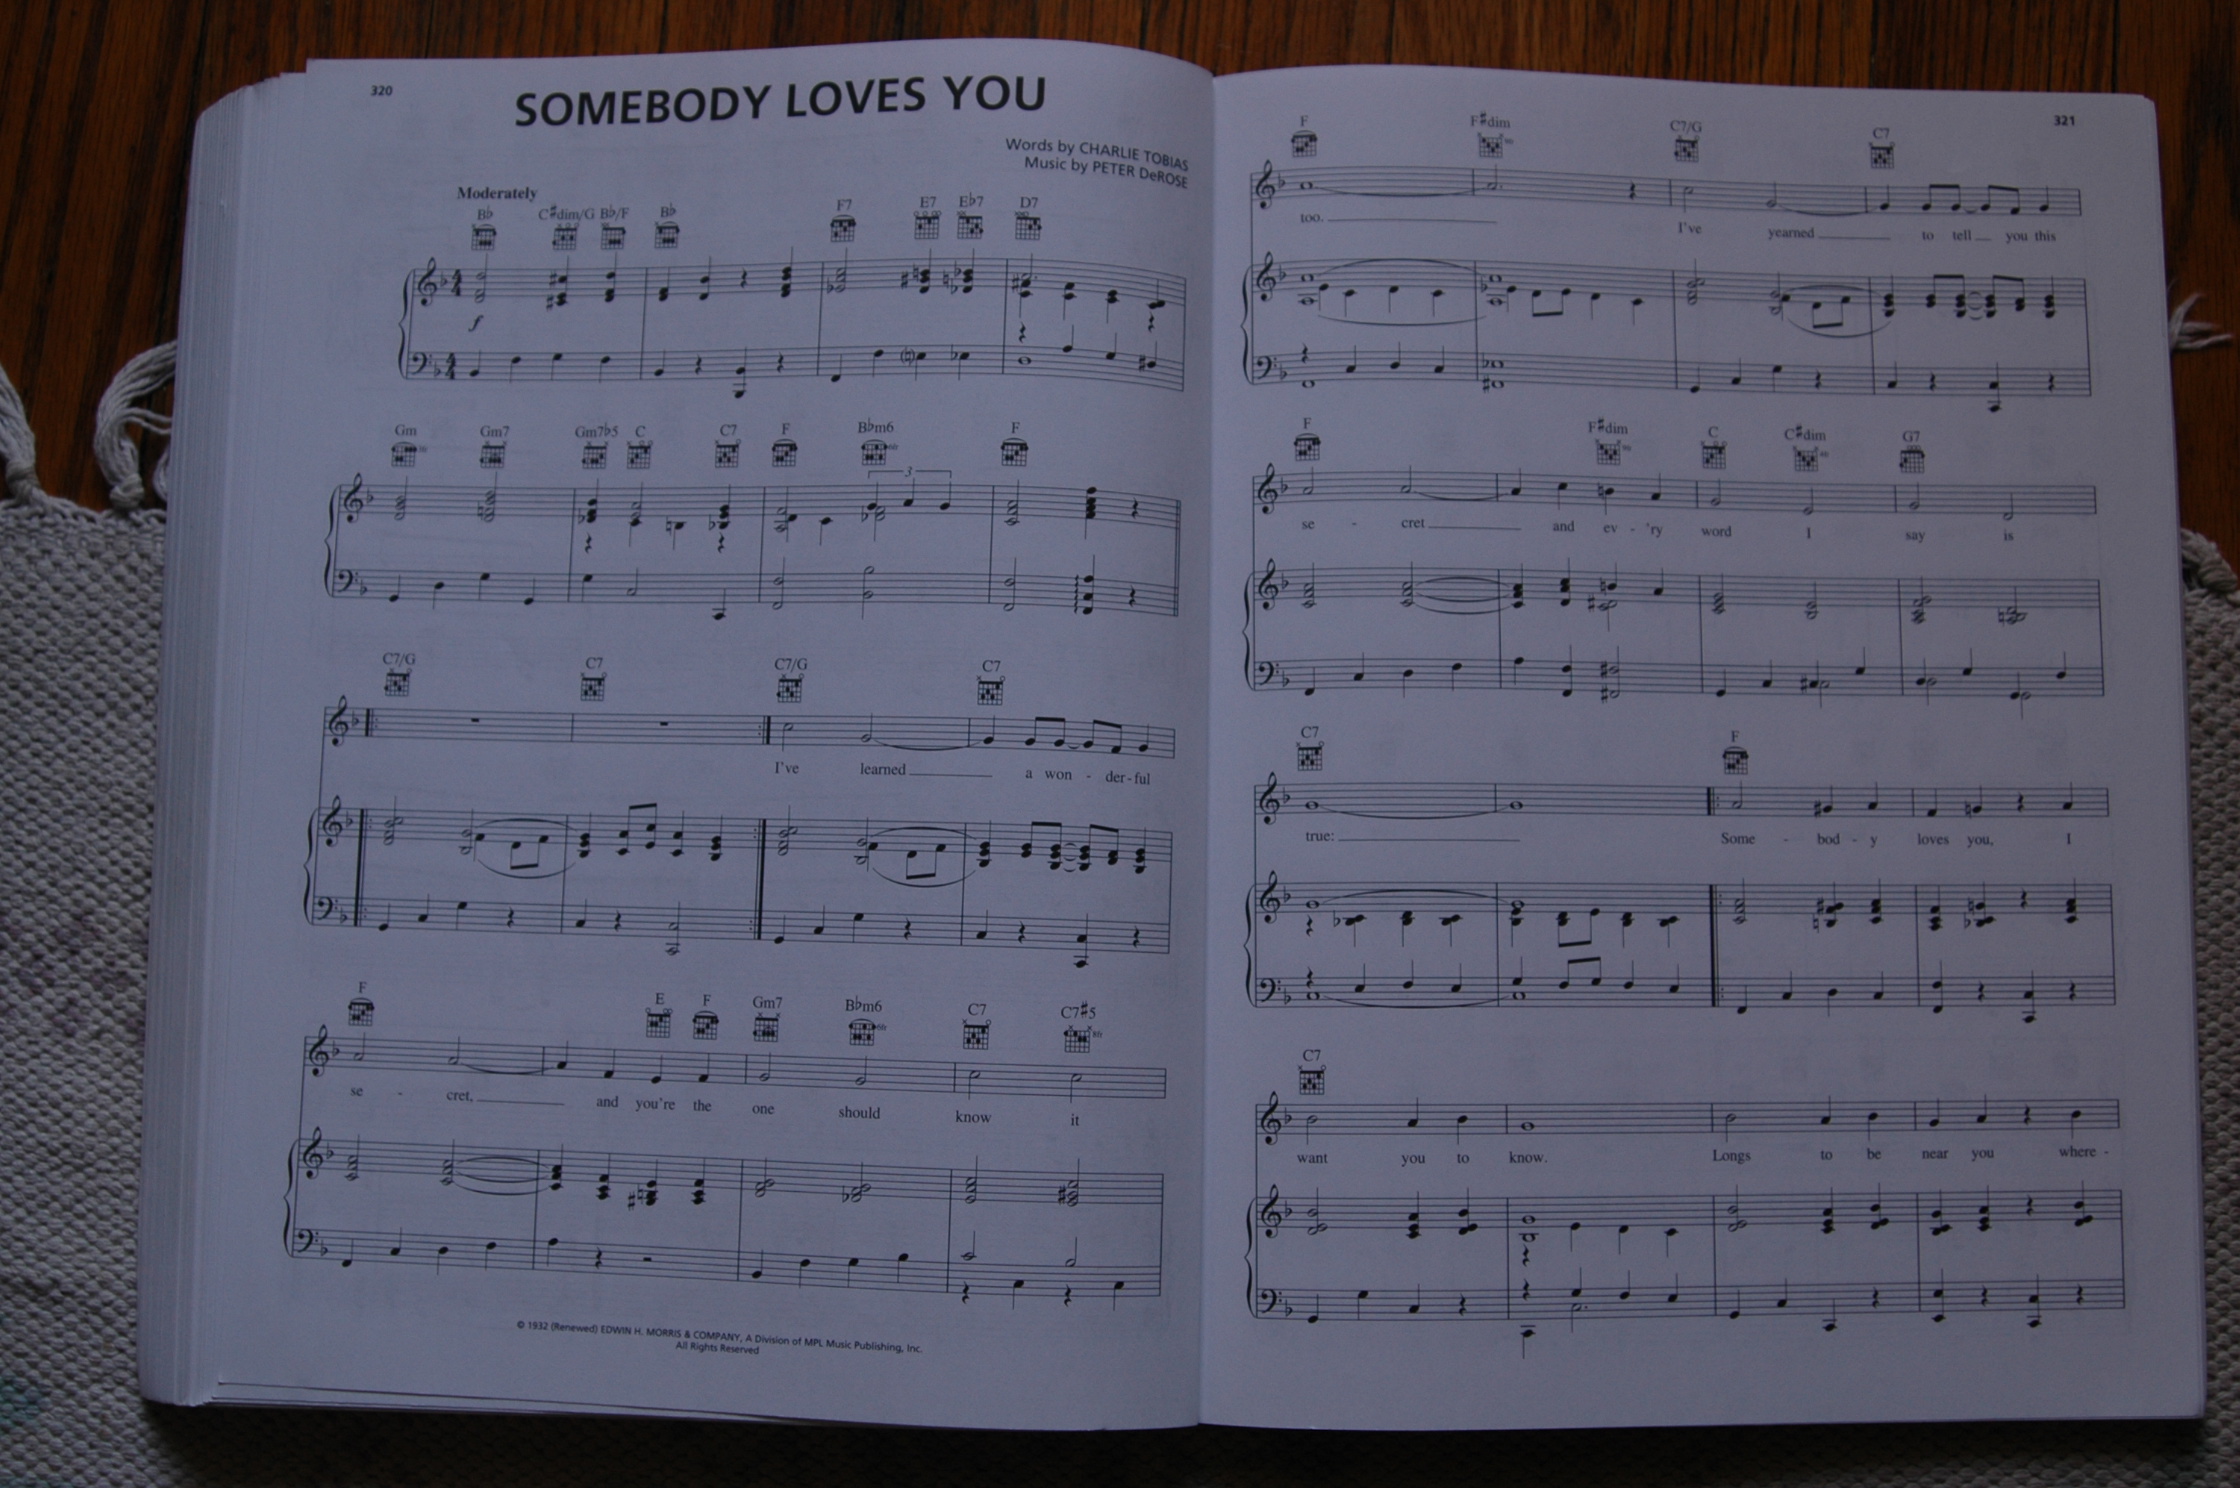 320
SOMEBODY LOVES YOU
Words by CHARLIE TOBIAS
Music by PETER DeROSE
Moderately
B♭ C♯dim/G B♭/F B♭ F7 E7 E♭7 D7
f
Gm Gm7 Gm7♭5 C C7 F B♭m6 F
3
C7/G C7 C7/G C7
I've learned a won - der - ful
F E F Gm7 B♭m6 C7 C7♯5
se - cret, and you're the one should know it
© 1932 (Renewed) EDWIN H. MORRIS & COMPANY, A Division of MPL Music Publishing, Inc.
All Rights Reserved
321
F F♯dim C7/G C7
too. I've yearned to tell you this
F F♯dim C C♯dim G7
se - cret and ev - 'ry word I say is
C7 F
true: Some - bod - y loves you, I
C7
want you to know. Longs to be near you where -